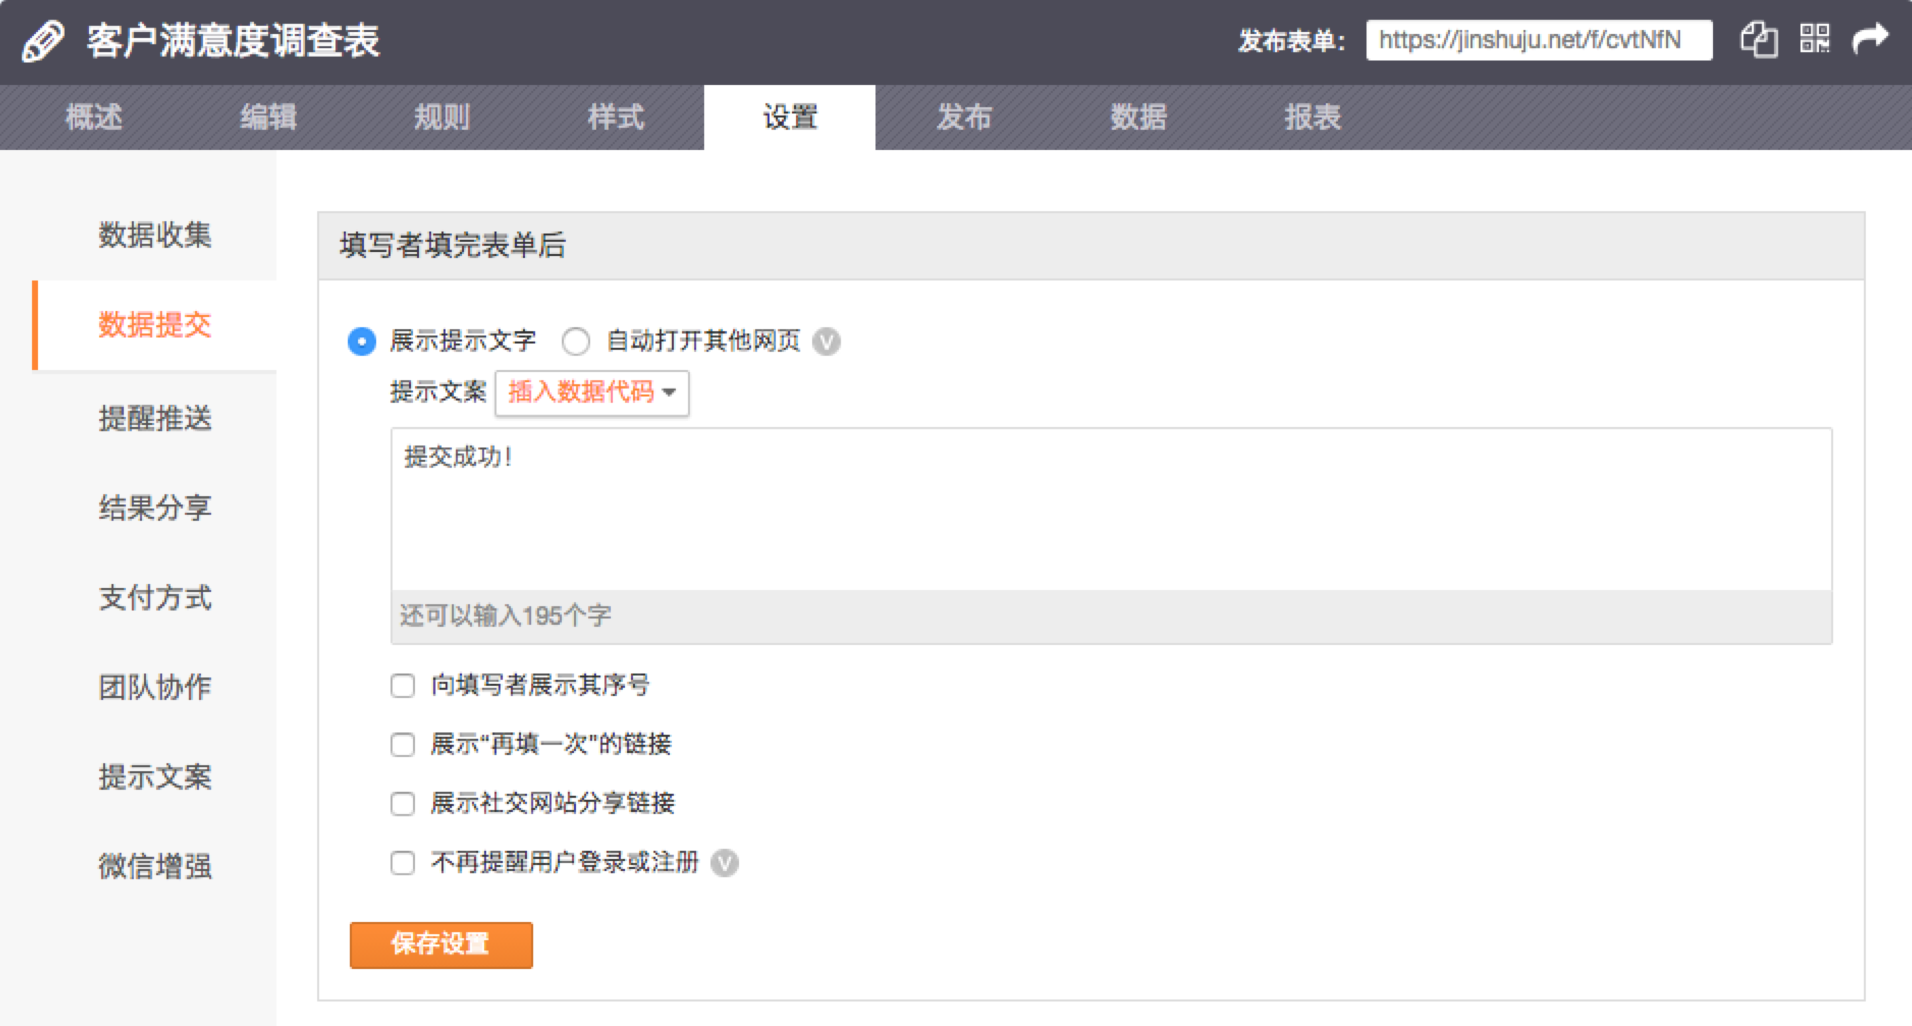 客户满意度调查表
发布表单: https://jinshuju.net/f/cvtNfN
概述 编辑 规则 样式 设置 发布 数据 报表
数据收集
数据提交
提醒推送
结果分享
支付方式
团队协作
提示文案
微信增强
填写者填完表单后
展示提示文字 自动打开其他网页 V
提示文案 插入数据代码
提交成功!
还可以输入195个字
向填写者展示其序号
展示“再填一次”的链接
展示社交网站分享链接
不再提醒用户登录或注册 V
保存设置